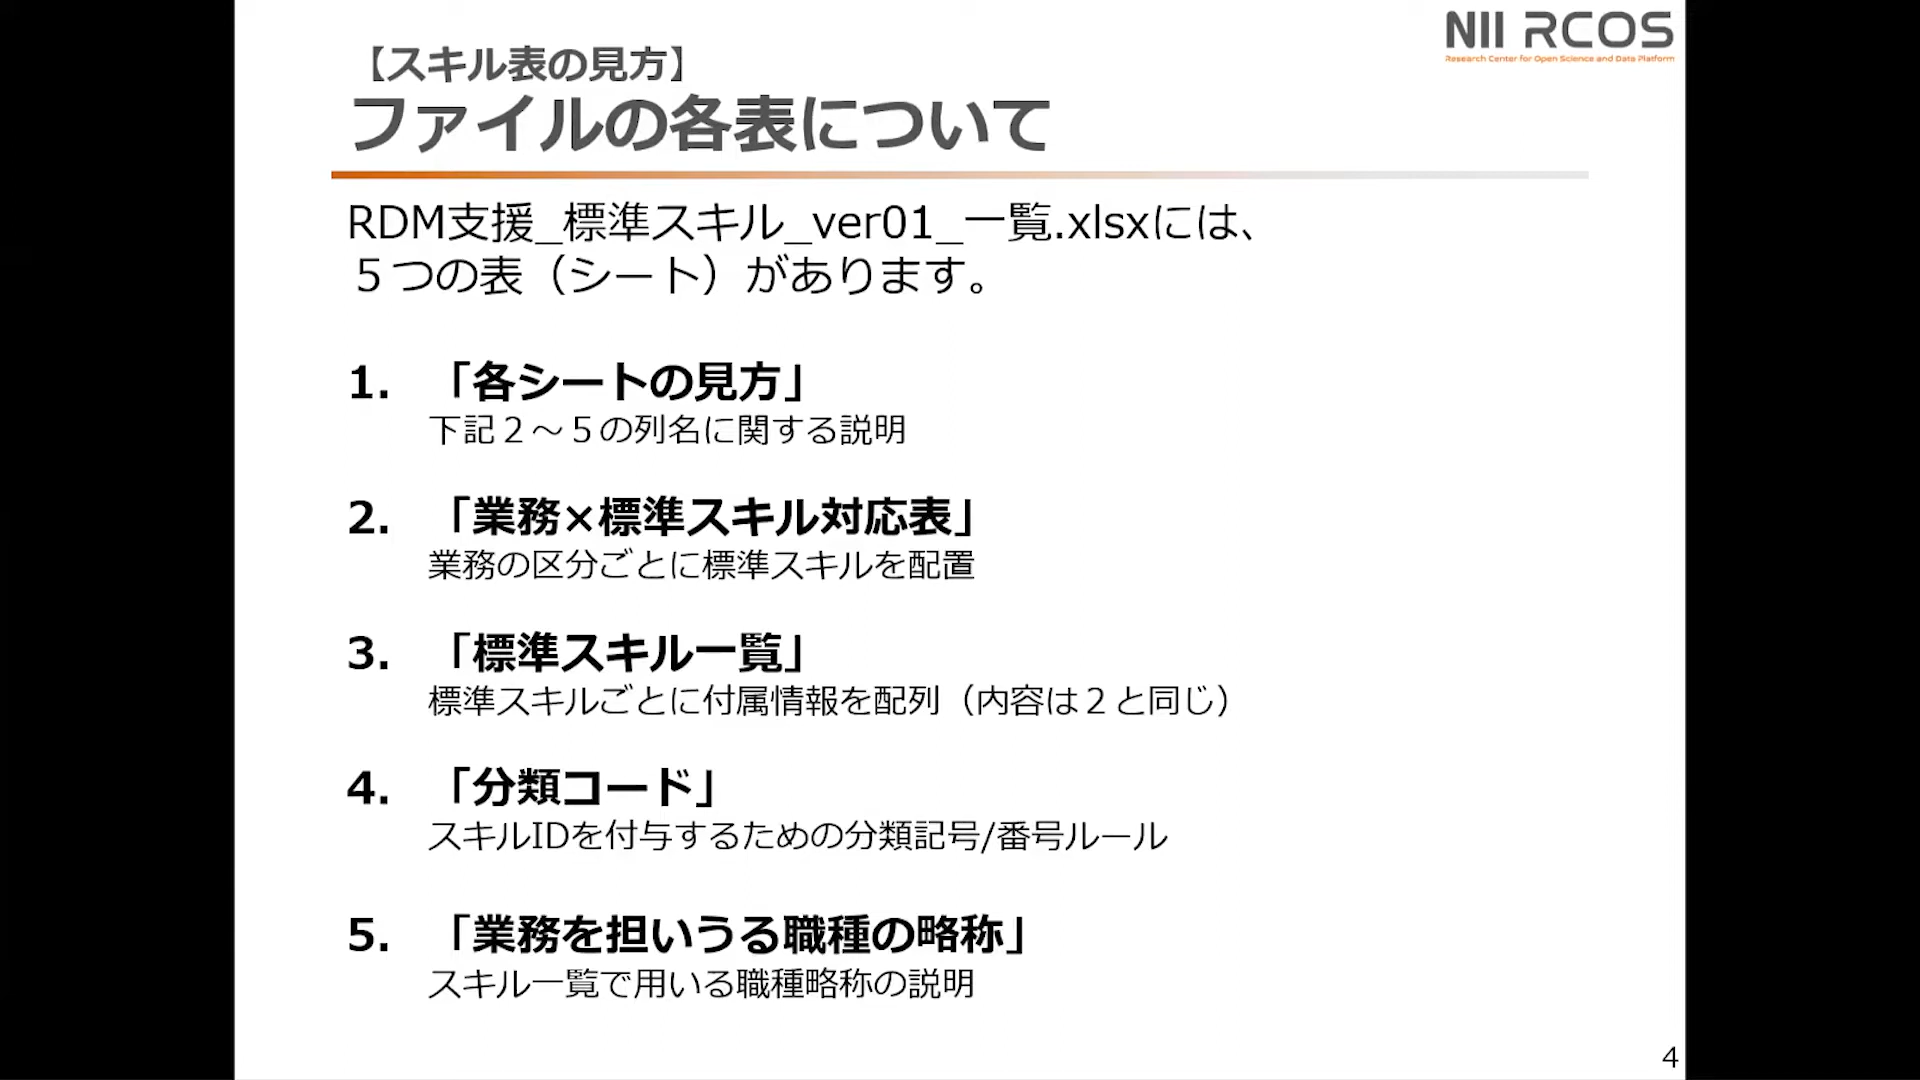 NII RCOS
Research Center for Open Science and Data Platform
【スキル表の見方】
ファイルの各表について
RDM支援_標準スキル_ver01_一覧.xlsxには、
５つの表（シート）があります。
1. 「各シートの見方」
下記２～５の列名に関する説明
2. 「業務×標準スキル対応表」
業務の区分ごとに標準スキルを配置
3. 「標準スキル一覧」
標準スキルごとに付属情報を配列（内容は２と同じ）
4. 「分類コード」
スキルIDを付与するための分類記号/番号ルール
5. 「業務を担いうる職種の略称」
スキル一覧で用いる職種略称の説明
4